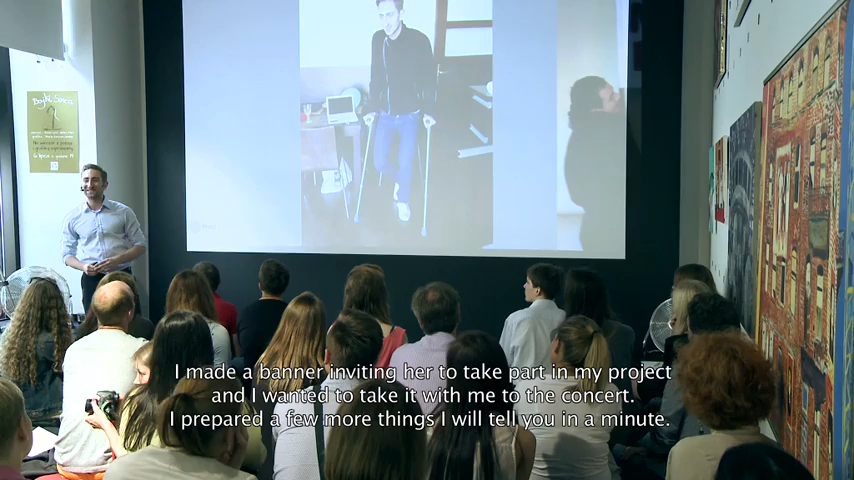 I made a banner inviting her to take part in my project
and I wanted to take it with me to the concert.
I prepared a few more things I will tell you in a minute.